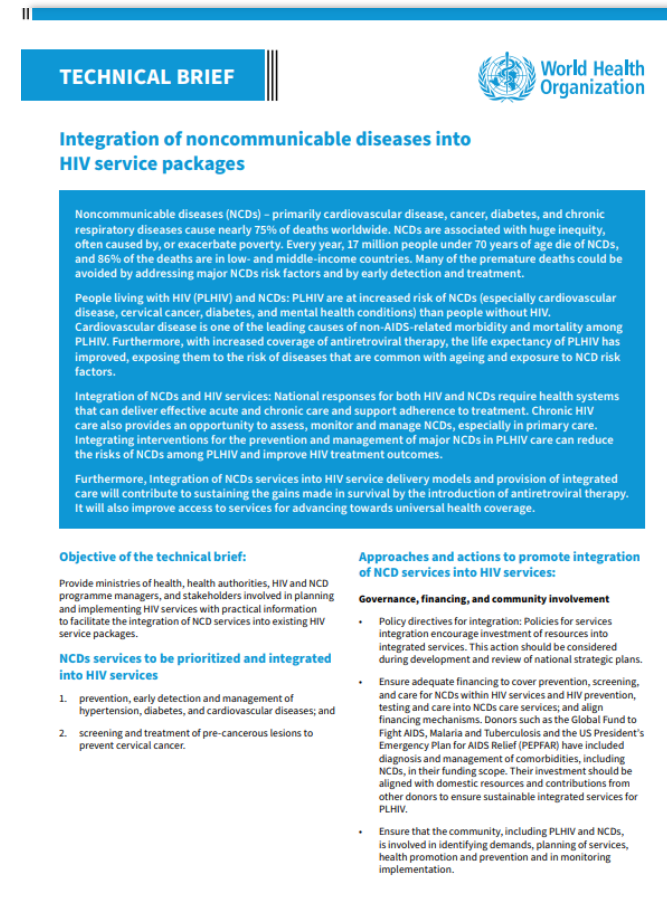 TECHNICAL BRIEF
World Health
Organization
Integration of noncommunicable diseases into
HIV service packages
Noncommunicable diseases (NCDs) – primarily cardiovascular disease, cancer, diabetes, and chronic
respiratory diseases cause nearly 75% of deaths worldwide. NCDs are associated with huge inequity,
often caused by, or exacerbate poverty. Every year, 17 million people under 70 years of age die of NCDs,
and 86% of the deaths are in low- and middle-income countries. Many of the premature deaths could be
avoided by addressing major NCDs risk factors and by early detection and treatment.
People living with HIV (PLHIV) and NCDs: PLHIV are at increased risk of NCDs (especially cardiovascular
disease, cervical cancer, diabetes, and mental health conditions) than people without HIV.
Cardiovascular disease is one of the leading causes of non-AIDS-related morbidity and mortality among
PLHIV. Furthermore, with increased coverage of antiretroviral therapy, the life expectancy of PLHIV has
improved, exposing them to the risk of diseases that are common with ageing and exposure to NCD risk
factors.
Integration of NCDs and HIV services: National responses for both HIV and NCDs require health systems
that can deliver effective acute and chronic care and support adherence to treatment. Chronic HIV
care also provides an opportunity to assess, monitor and manage NCDs, especially in primary care.
Integrating interventions for the prevention and management of major NCDs in PLHIV care can reduce
the risks of NCDs among PLHIV and improve HIV treatment outcomes.
Furthermore, Integration of NCDs services into HIV service delivery models and provision of integrated
care will contribute to sustaining the gains made in survival by the introduction of antiretroviral therapy.
It will also improve access to services for advancing towards universal health coverage.
Objective of the technical brief:
Provide ministries of health, health authorities, HIV and NCD
programme managers, and stakeholders involved in planning
and implementing HIV services with practical information
to facilitate the integration of NCD services into existing HIV
service packages.
NCDs services to be prioritized and integrated
into HIV services
1. prevention, early detection and management of
hypertension, diabetes, and cardiovascular diseases; and
2. screening and treatment of pre-cancerous lesions to
prevent cervical cancer.
Approaches and actions to promote integration
of NCD services into HIV services:
Governance, financing, and community involvement
• Policy directives for integration: Policies for services
integration encourage investment of resources into
integrated services. This action should be considered
during development and review of national strategic plans.
• Ensure adequate financing to cover prevention, screening,
and care for NCDs within HIV services and HIV prevention,
testing and care into NCDs care services; and align
financing mechanisms. Donors such as the Global Fund to
Fight AIDS, Malaria and Tuberculosis and the US President's
Emergency Plan for AIDS Relief (PEPFAR) have included
diagnosis and management of comorbidities, including
NCDs, in their funding scope. Their investment should be
aligned with domestic resources and contributions from
other donors to ensure sustainable integrated services for
PLHIV.
• Ensure that the community, including PLHIV and NCDs,
is involved in identifying demands, planning of services,
health promotion and prevention and in monitoring
implementation.